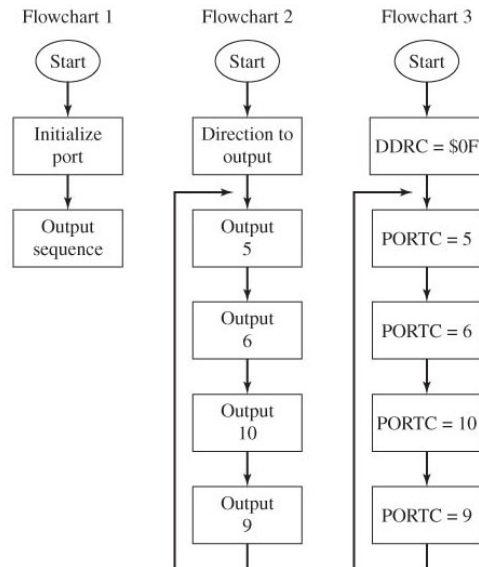 Flowchart 1
Start
Initialize
port
Output
sequence
Flowchart 2
Start
Direction to
output
Output
5
Output
6
Output
10
Output
9
Flowchart 3
Start
DDRC = $0F
PORTC = 5
PORTC = 6
PORTC = 10
PORTC = 9